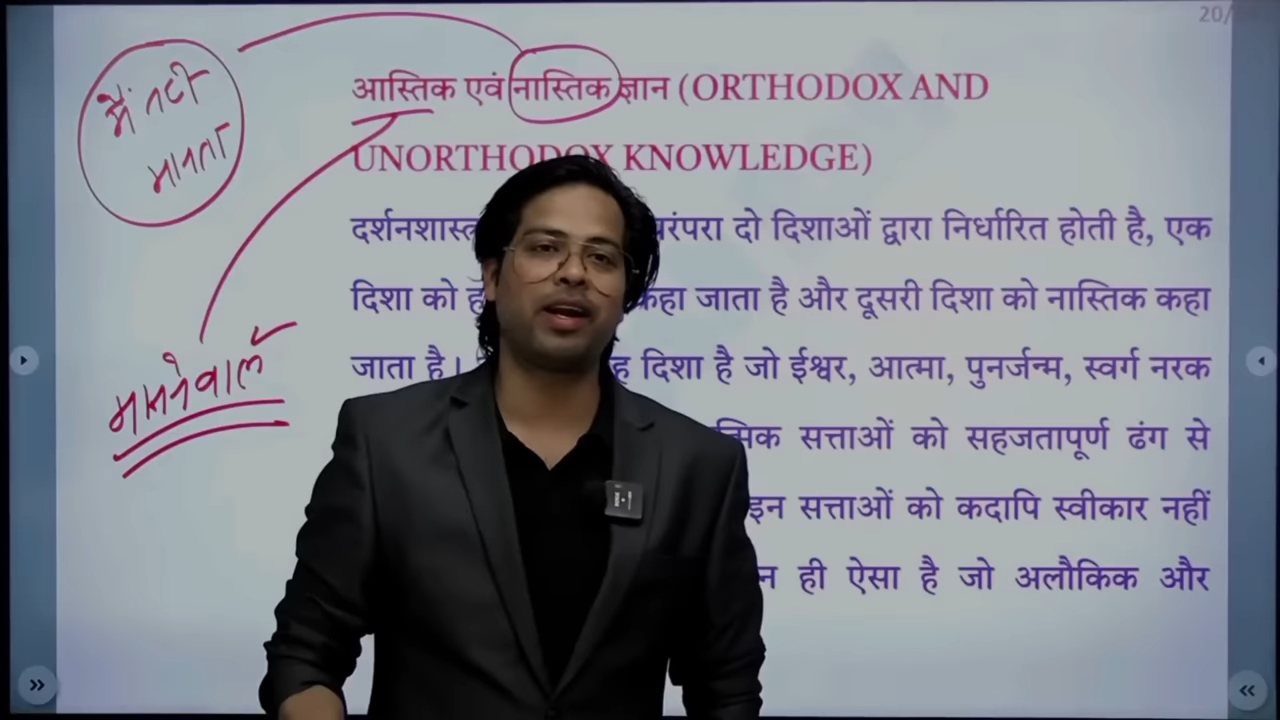 20/
मैं नही
मानता
आस्तिक एवं नास्तिक ज्ञान (ORTHODOX AND
UNORTHODOX KNOWLEDGE)
दर्शनशास्त्र परंपरा दो दिशाओं द्वारा निर्धारित होती है, एक
दिशा को कहा जाता है और दूसरी दिशा को नास्तिक कहा
जाता है। दिशा है जो ईश्वर, आत्मा, पुनर्जन्म, स्वर्ग नरक
मानने वाले
सत्ताओं को सहजतापूर्ण ढंग से
इन सत्ताओं को कदापि स्वीकार नहीं
ही ऐसा है जो अलौकिक और